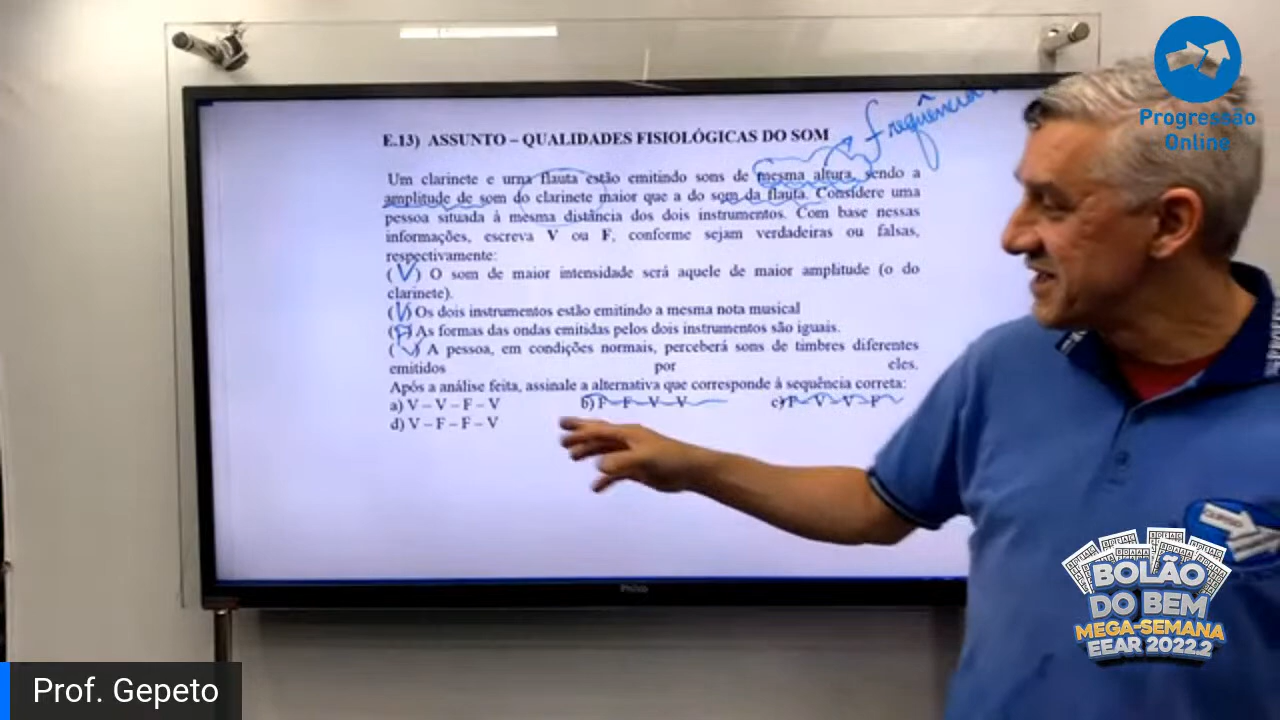 Progressão
Online
frequência
E.13) ASSUNTO – QUALIDADES FISIOLÓGICAS DO SOM
Um clarinete e uma flauta estão emitindo sons de mesma altura, sendo a
amplitude de som do clarinete maior que a do som da flauta. Considere uma
pessoa situada à mesma distância dos dois instrumentos. Com base nessas
informações, escreva V ou F, conforme sejam verdadeiras ou falsas,
respectivamente:
(V) O som de maior intensidade será aquele de maior amplitude (o do
clarinete).
(V) Os dois instrumentos estão emitindo a mesma nota musical
(F) As formas das ondas emitidas pelos dois instrumentos são iguais.
(V) A pessoa, em condições normais, perceberá sons de timbres diferentes
emitidos por eles.
Após a análise feita, assinale a alternativa que corresponde à sequência correta:
a) V – V – F – V b) F – F – V – V c) F – V – V – F
d) V – F – F – V
Philco
BOLÃO
DO BEM
MEGA-SEMANA
EEAR 2022.2
Prof. Gepeto